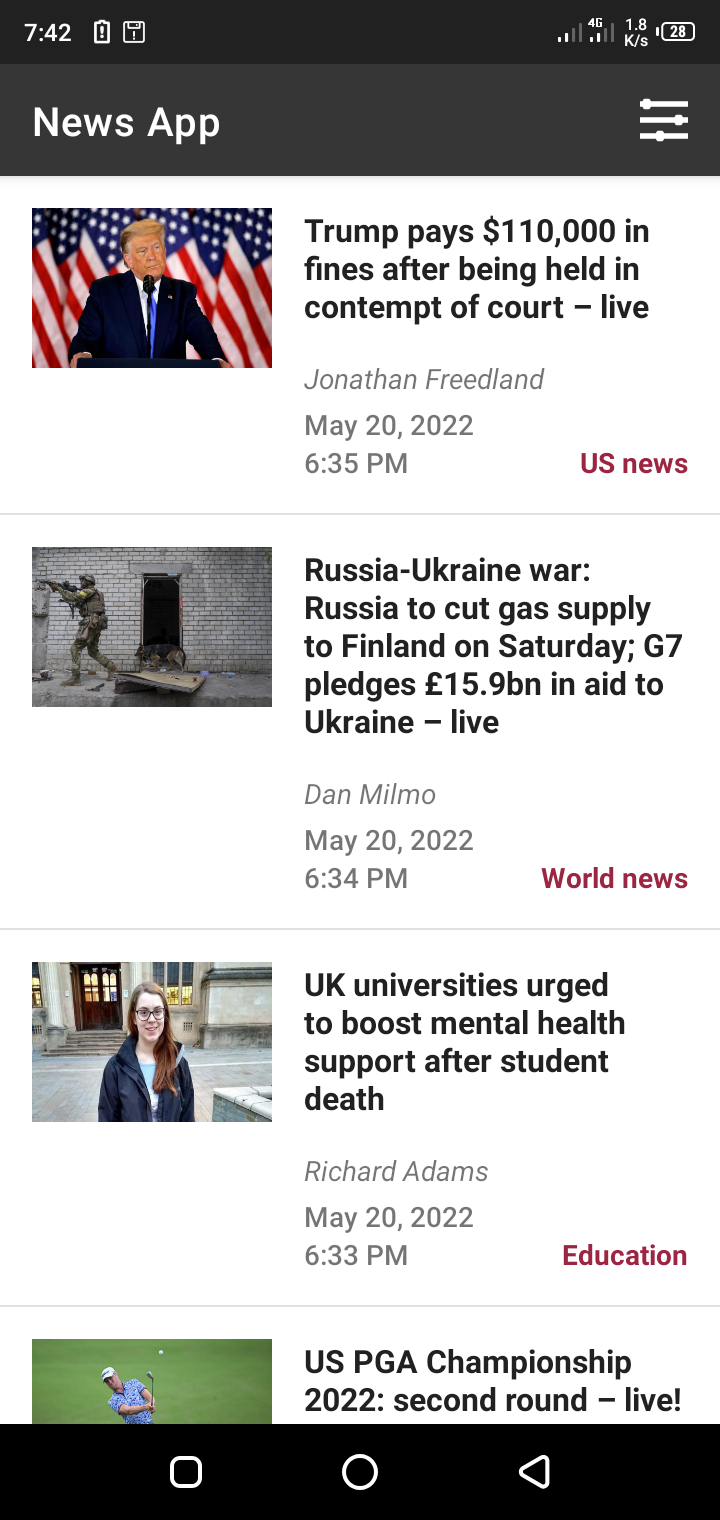 7:42
4G
1.8
K/s
28
News App
Trump pays $110,000 in
fines after being held in
contempt of court – live
Jonathan Freedland
May 20, 2022
6:35 PM
US news
Russia-Ukraine war:
Russia to cut gas supply
to Finland on Saturday; G7
pledges £15.9bn in aid to
Ukraine – live
Dan Milmo
May 20, 2022
6:34 PM
World news
UK universities urged
to boost mental health
support after student
death
Richard Adams
May 20, 2022
6:33 PM
Education
US PGA Championship
2022: second round – live!